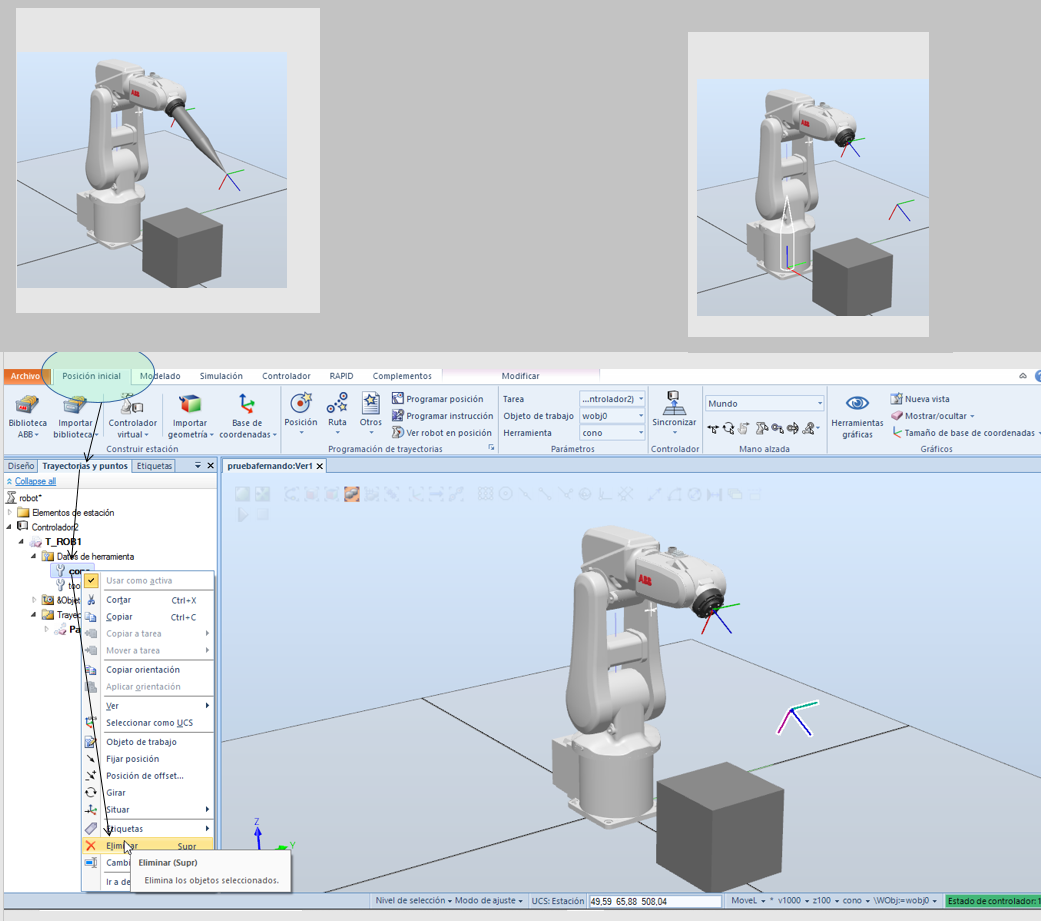 ABB
ABB
Archivo
Posición inicial
Modelado
Simulación
Controlador
RAPID
Complementos
Modificar
Biblioteca ABB
Importar biblioteca
Controlador virtual
Importar geometría
Base de coordenadas
Construir estación
Posición
Ruta
Otros
Programar posición
Programar instrucción
Ver robot en posición
Programación de trayectorias
Tarea
...ntrolador2)
Objeto de trabajo
wobj0
Herramienta
cono
Parámetros
Sincronizar
Controlador
Mundo
Mano alzada
Herramientas gráficas
Nueva vista
Mostrar/ocultar
Tamaño de base de coordenadas
Gráficos
Diseño
Trayectorias y puntos
Etiquetas
pruebafernando:Ver1
Collapse all
robot*
Elementos de estación
Controlador2
T_ROB1
Datos de herramienta
Usar como activa
Cortar Ctrl+X
Copiar Ctrl+C
Copiar a tarea
Mover a tarea
Copiar orientación
Aplicar orientación
Ver
Seleccionar como UCS
Objeto de trabajo
Fijar posición
Posición de offset...
Girar
Situar
Etiquetas
Eliminar Supr
Cambi
Ir a de
Eliminar (Supr)
Elimina los objetos seleccionados.
ABB
Z
Y
Nivel de selección
Modo de ajuste
UCS: Estación
49,59 65,88 508,04
MoveL * v1000 z100 cono \WObj:=wobj0
Estado de controlador: 1